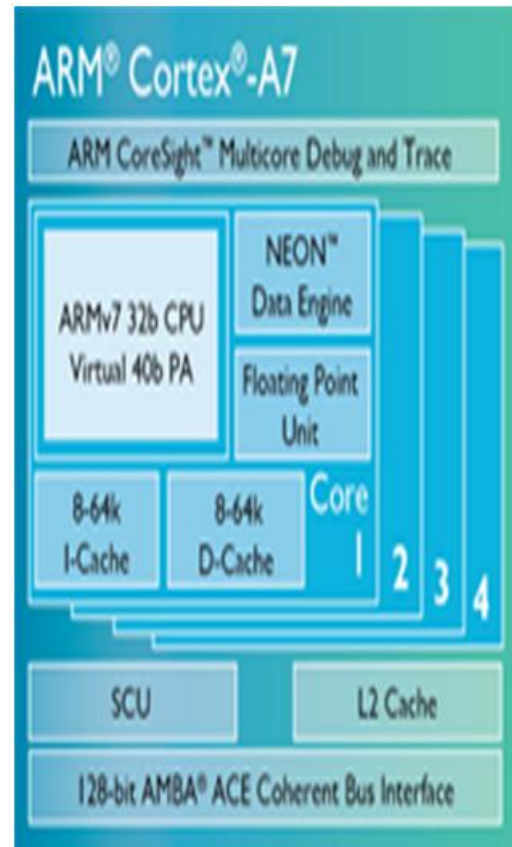 ARM® Cortex®-A7
ARM CoreSight™ Multicore Debug and Trace
ARMv7 32b CPU
Virtual 40b PA
NEON™
Data Engine
Floating Point
Unit
8-64k
I-Cache
8-64k
D-Cache
Core
1
2
3
4
SCU
L2 Cache
128-bit AMBA® ACE Coherent Bus Interface